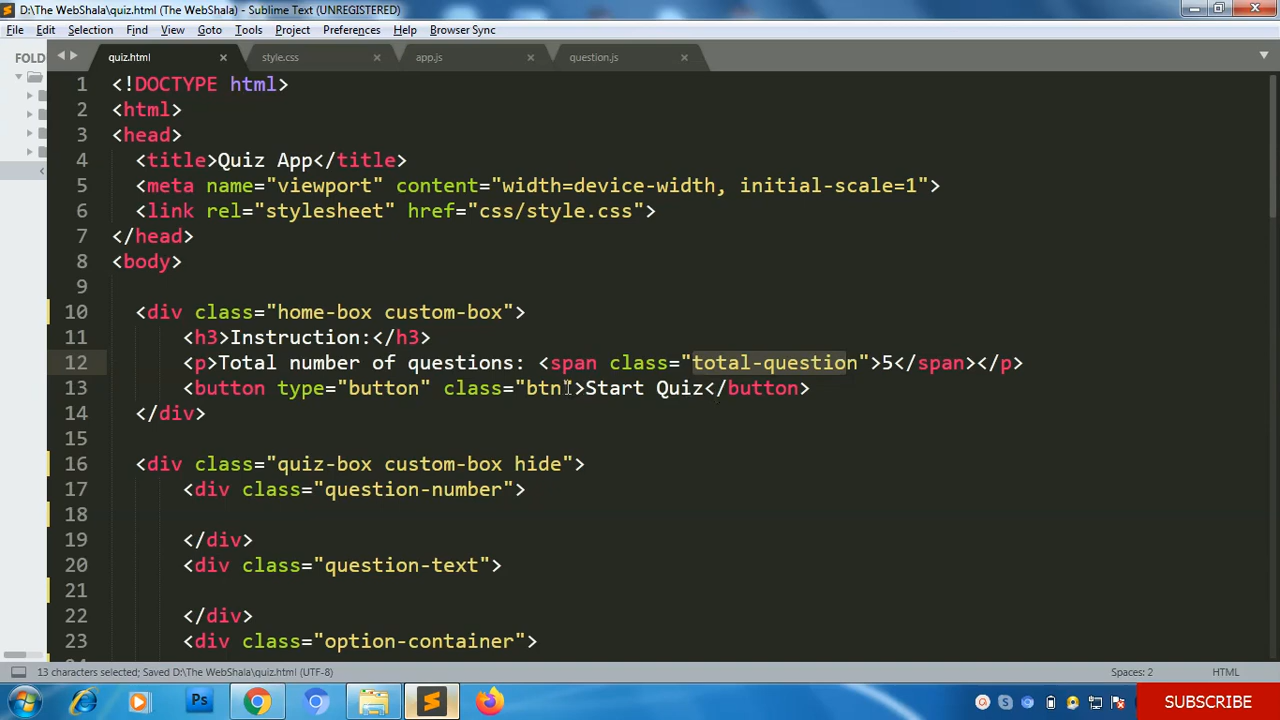 D:\The WebShala\quiz.html (The WebShala) - Sublime Text (UNREGISTERED)
File Edit Selection Find View Goto Tools Project Preferences Help Browser Sync
FOLD
quiz.html × style.css × app.js × question.js ×
1 <!DOCTYPE html>
2 <html>
3 <head>
4 <title>Quiz App</title>
5 <meta name="viewport" content="width=device-width, initial-scale=1">
6 <link rel="stylesheet" href="css/style.css">
7 </head>
8 <body>
9
10 <div class="home-box custom-box">
11 <h3>Instruction:</h3>
12 <p>Total number of questions: <span class="total-question">5</span></p>
13 <button type="button" class="btn">Start Quiz</button>
14 </div>
15
16 <div class="quiz-box custom-box hide">
17 <div class="question-number">
18
19 </div>
20 <div class="question-text">
21
22 </div>
23 <div class="option-container">
13 characters selected; Saved D:\The WebShala\quiz.html (UTF-8) Spaces: 2 HTML
Ps
SUBSCRIBE